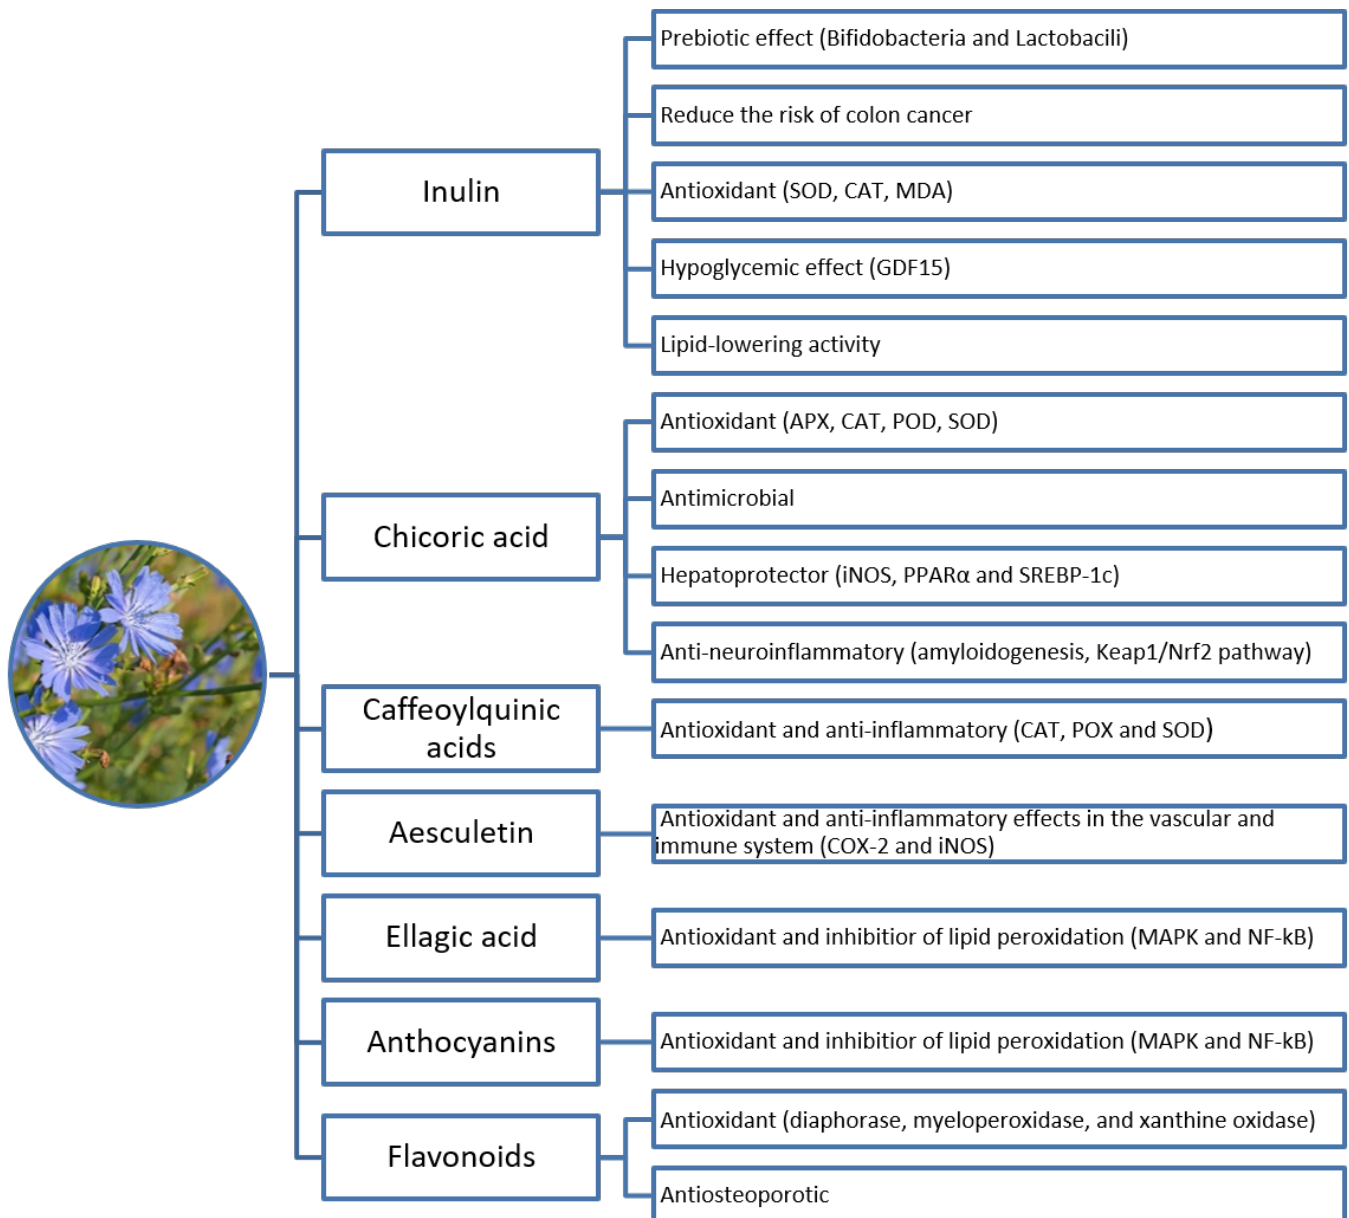 Inulin
Prebiotic effect (Bifidobacteria and Lactobacili)
Reduce the risk of colon cancer
Antioxidant (SOD, CAT, MDA)
Hypoglycemic effect (GDF15)
Lipid-lowering activity
Chicoric acid
Antioxidant (APX, CAT, POD, SOD)
Antimicrobial
Hepatoprotector (iNOS, PPARα and SREBP-1c)
Anti-neuroinflammatory (amyloidogenesis, Keap1/Nrf2 pathway)
Caffeoylquinic
acids
Antioxidant and anti-inflammatory (CAT, POX and SOD)
Aesculetin
Antioxidant and anti-inflammatory effects in the vascular and
immune system (COX-2 and iNOS)
Ellagic acid
Antioxidant and inhibitior of lipid peroxidation (MAPK and NF-kB)
Anthocyanins
Antioxidant and inhibitior of lipid peroxidation (MAPK and NF-kB)
Flavonoids
Antioxidant (diaphorase, myeloperoxidase, and xanthine oxidase)
Antiosteoporotic